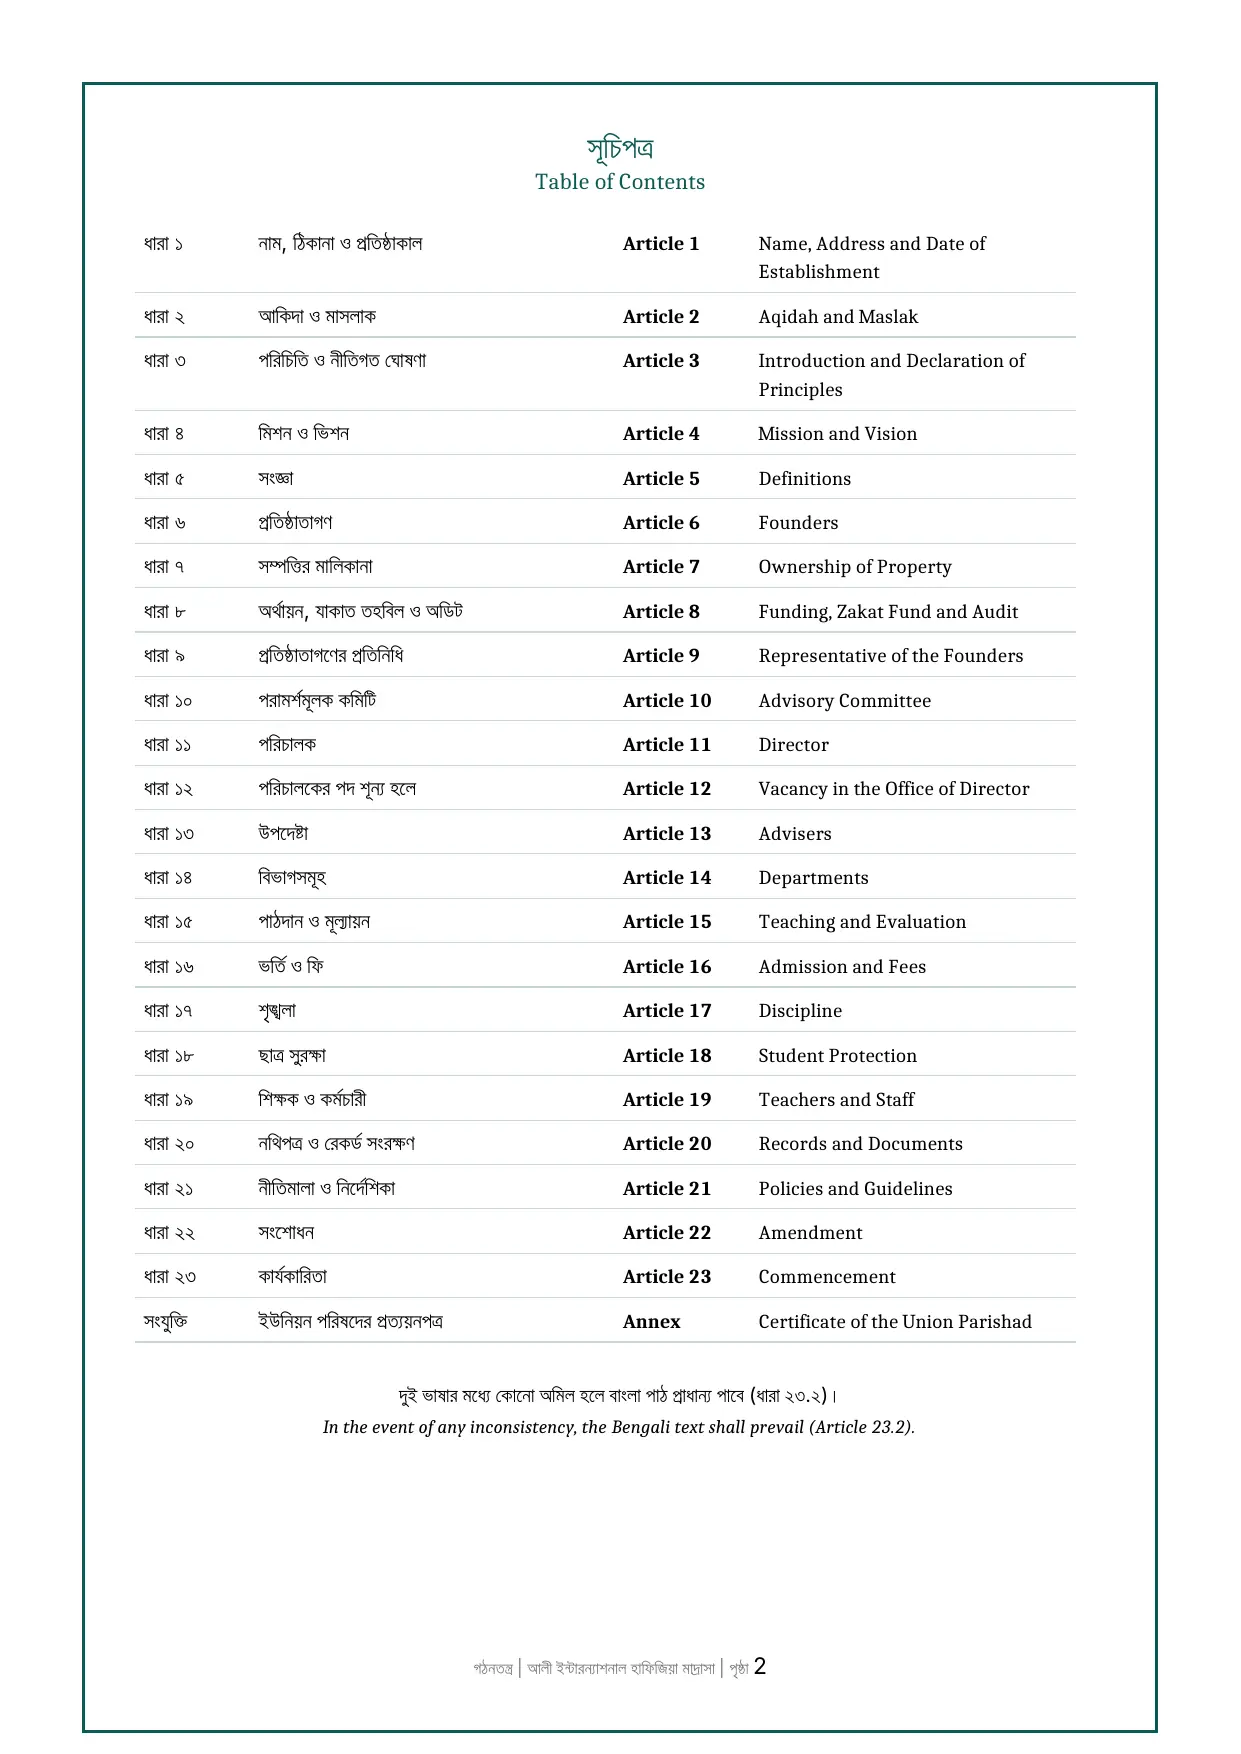 সূচিপত্র
Table of Contents
ধারা ১ নাম, ঠিকানা ও প্রতিষ্ঠাকাল Article 1 Name, Address and Date of
Establishment
ধারা ২ আকিদা ও মাসলাক Article 2 Aqidah and Maslak
ধারা ৩ পরিচিতি ও নীতিগত ঘোষণা Article 3 Introduction and Declaration of
Principles
ধারা ৪ মিশন ও ভিশন Article 4 Mission and Vision
ধারা ৫ সংজ্ঞা Article 5 Definitions
ধারা ৬ প্রতিষ্ঠাতাগণ Article 6 Founders
ধারা ৭ সম্পত্তির মালিকানা Article 7 Ownership of Property
ধারা ৮ অর্থায়ন, যাকাত তহবিল ও অডিট Article 8 Funding, Zakat Fund and Audit
ধারা ৯ প্রতিষ্ঠাতাগণের প্রতিনিধি Article 9 Representative of the Founders
ধারা ১০ পরামর্শমূলক কমিটি Article 10 Advisory Committee
ধারা ১১ পরিচালক Article 11 Director
ধারা ১২ পরিচালকের পদ শূন্য হলে Article 12 Vacancy in the Office of Director
ধারা ১৩ উপদেষ্টা Article 13 Advisers
ধারা ১৪ বিভাগসমূহ Article 14 Departments
ধারা ১৫ পাঠদান ও মূল্যায়ন Article 15 Teaching and Evaluation
ধারা ১৬ ভর্তি ও ফি Article 16 Admission and Fees
ধারা ১৭ শৃঙ্খলা Article 17 Discipline
ধারা ১৮ ছাত্র সুরক্ষা Article 18 Student Protection
ধারা ১৯ শিক্ষক ও কর্মচারী Article 19 Teachers and Staff
ধারা ২০ নথিপত্র ও রেকর্ড সংরক্ষণ Article 20 Records and Documents
ধারা ২১ নীতিমালা ও নির্দেশিকা Article 21 Policies and Guidelines
ধারা ২২ সংশোধন Article 22 Amendment
ধারা ২৩ কার্যকারিতা Article 23 Commencement
সংযুক্তি ইউনিয়ন পরিষদের প্রত্যয়নপত্র Annex Certificate of the Union Parishad
দুই ভাষার মধ্যে কোনো অমিল হলে বাংলা পাঠ প্রাধান্য পাবে (ধারা ২৩.২)।
In the event of any inconsistency, the Bengali text shall prevail (Article 23.2).
গঠনতন্ত্র | আলী ইন্টারন্যাশনাল হাফিজিয়া মাদ্রাসা | পৃষ্ঠা 2